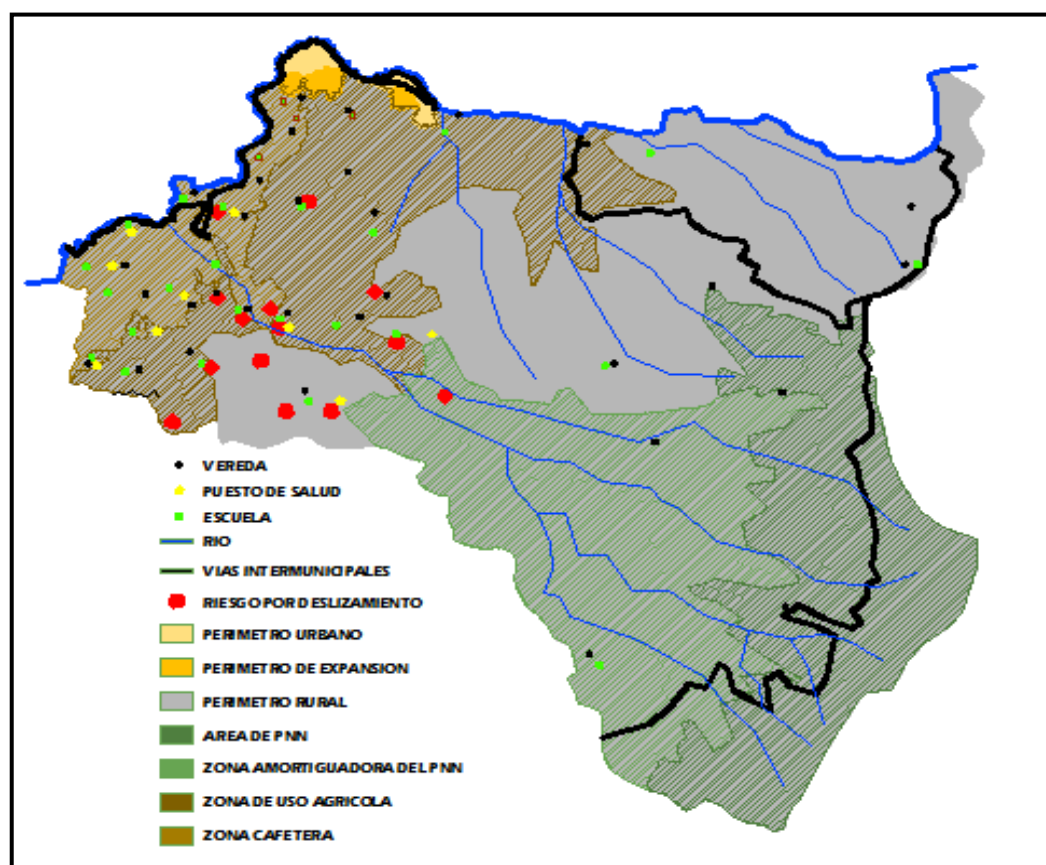 VEREDA
PUESTO DE SALUD
ESCUELA
RIO
VIAS INTERMUNICIPALES
RIESGO POR DESLIZAMIENTO
PERIMETRO URBANO
PERIMETRO DE EXPANSION
PERIMETRO RURAL
AREA DE PNN
ZONA AMORTIGUADORA DEL PNN
ZONA DE USO AGRICOLA
ZONA CAFETERA